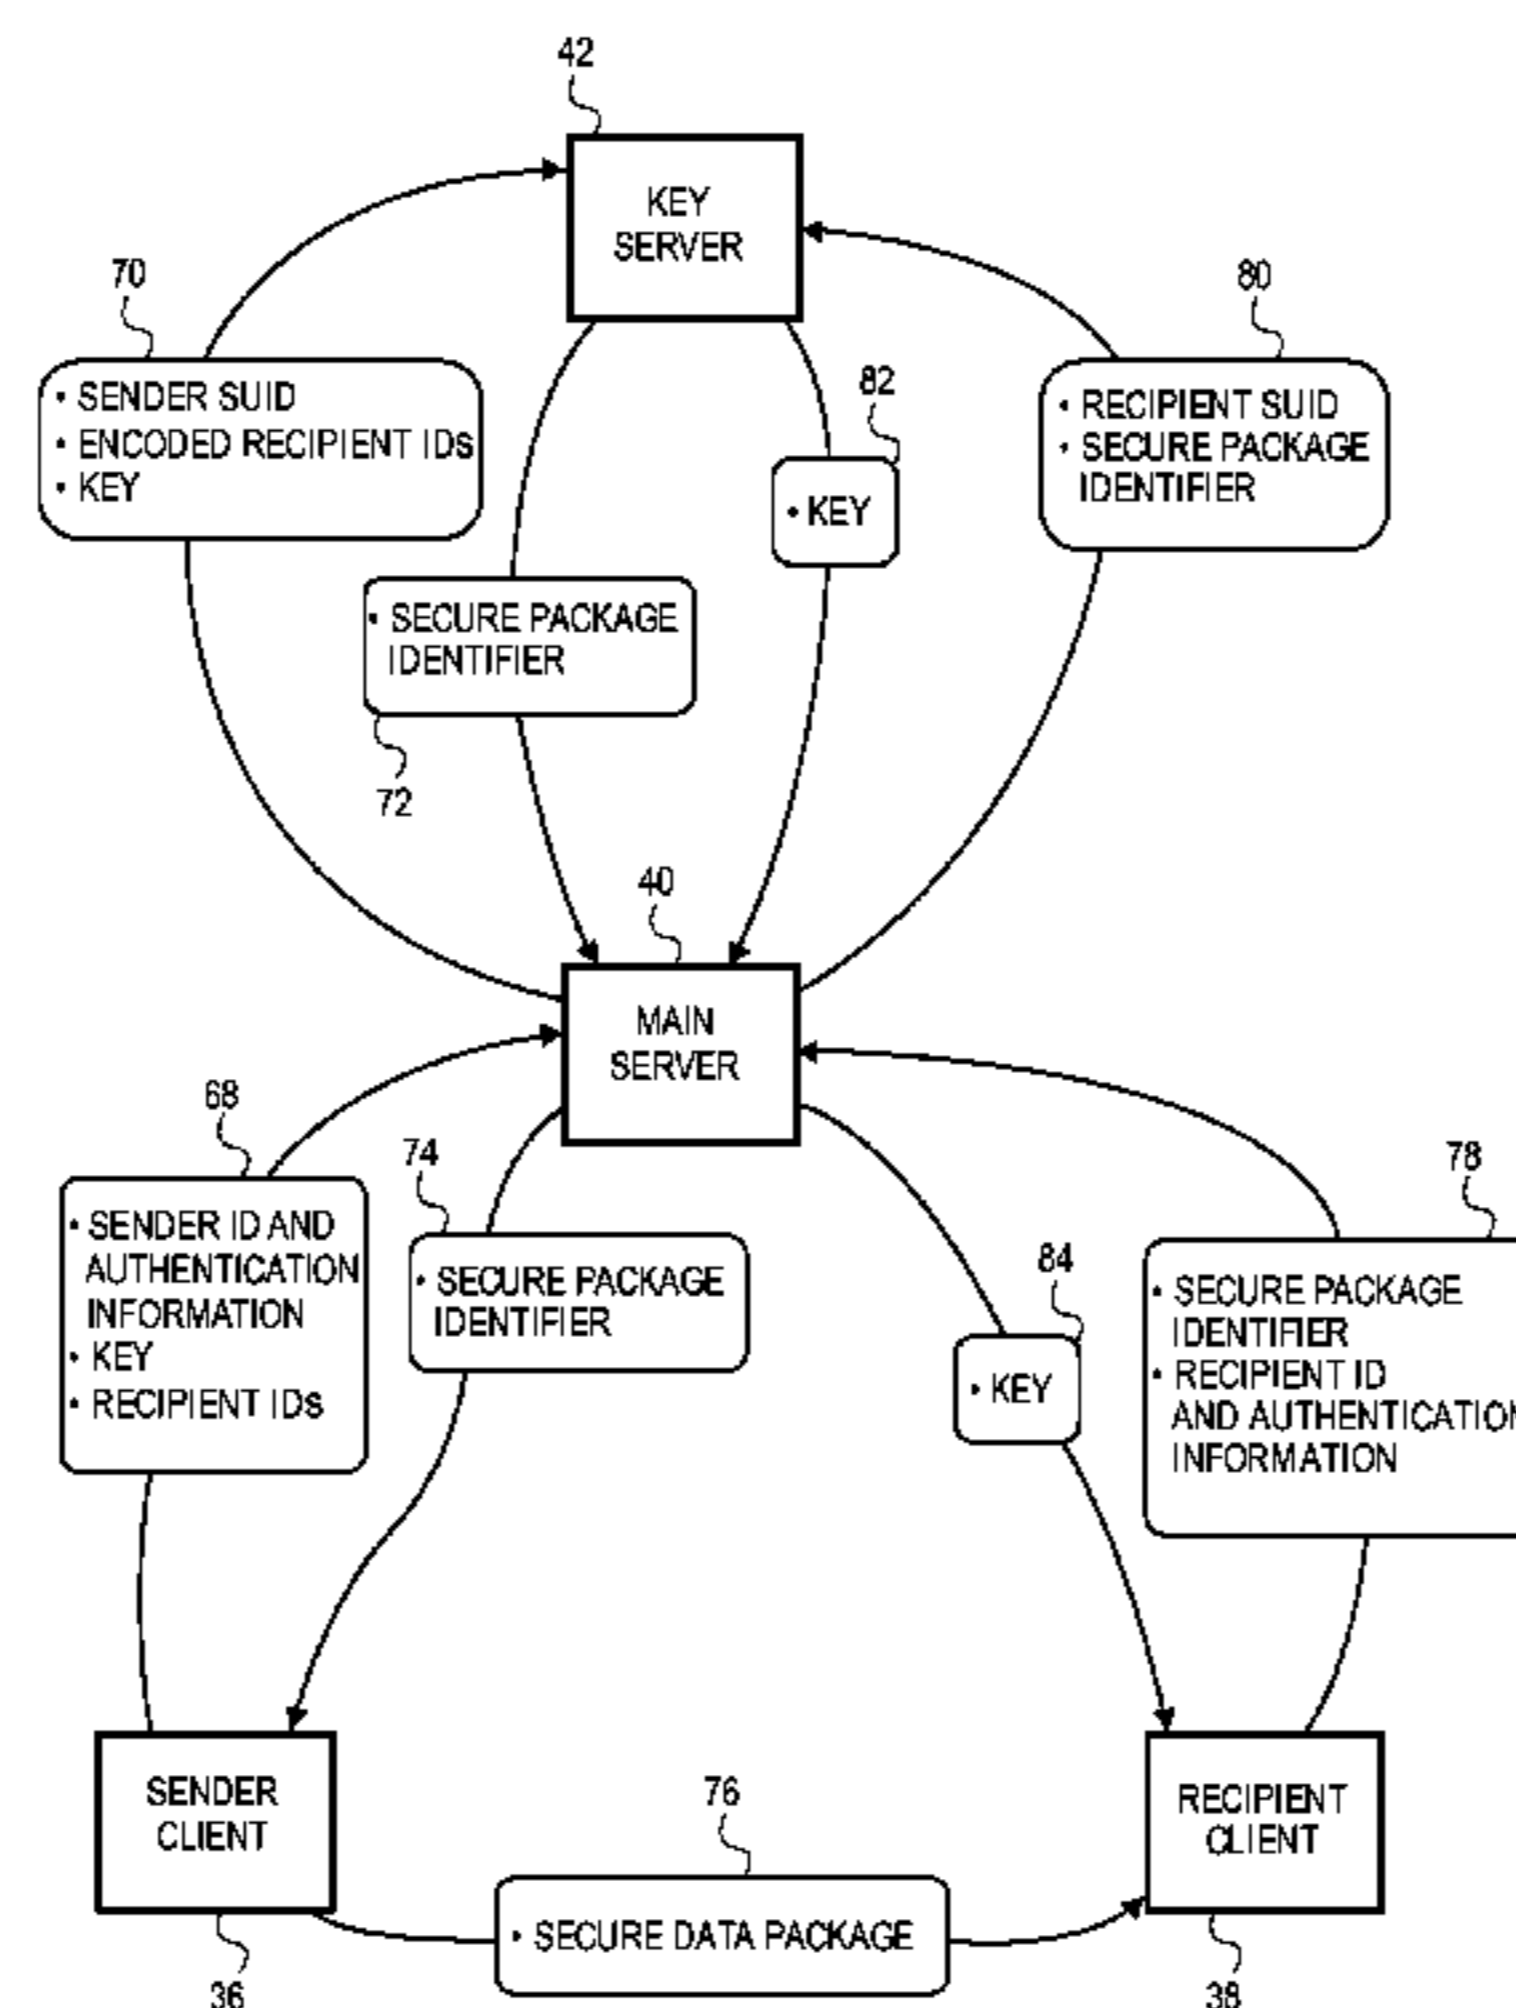 42
KEY
SERVER
70
• SENDER SUID
• ENCODED RECIPIENT IDs
• KEY
80
• RECIPIENT SUID
• SECURE PACKAGE
IDENTIFIER
82
• KEY
• SECURE PACKAGE
IDENTIFIER
72
40
MAIN
SERVER
68
• SENDER ID AND
AUTHENTICATION
INFORMATION
• KEY
• RECIPIENT IDs
74
• SECURE PACKAGE
IDENTIFIER
84
• KEY
78
• SECURE PACKAGE
IDENTIFIER
• RECIPIENT ID
AND AUTHENTICATION
INFORMATION
SENDER
CLIENT
36
76
• SECURE DATA PACKAGE
RECIPIENT
CLIENT
38